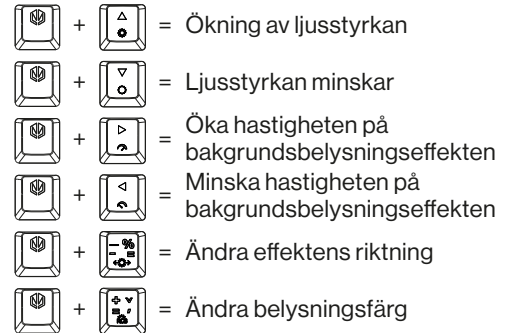 + = Ökning av ljusstyrkan
+ = Ljusstyrkan minskar
+ = Öka hastigheten på
bakgrundsbelysningseffekten
+ = Minska hastigheten på
bakgrundsbelysningseffekten
+ = Ändra effektens riktning
+ = Ändra belysningsfärg